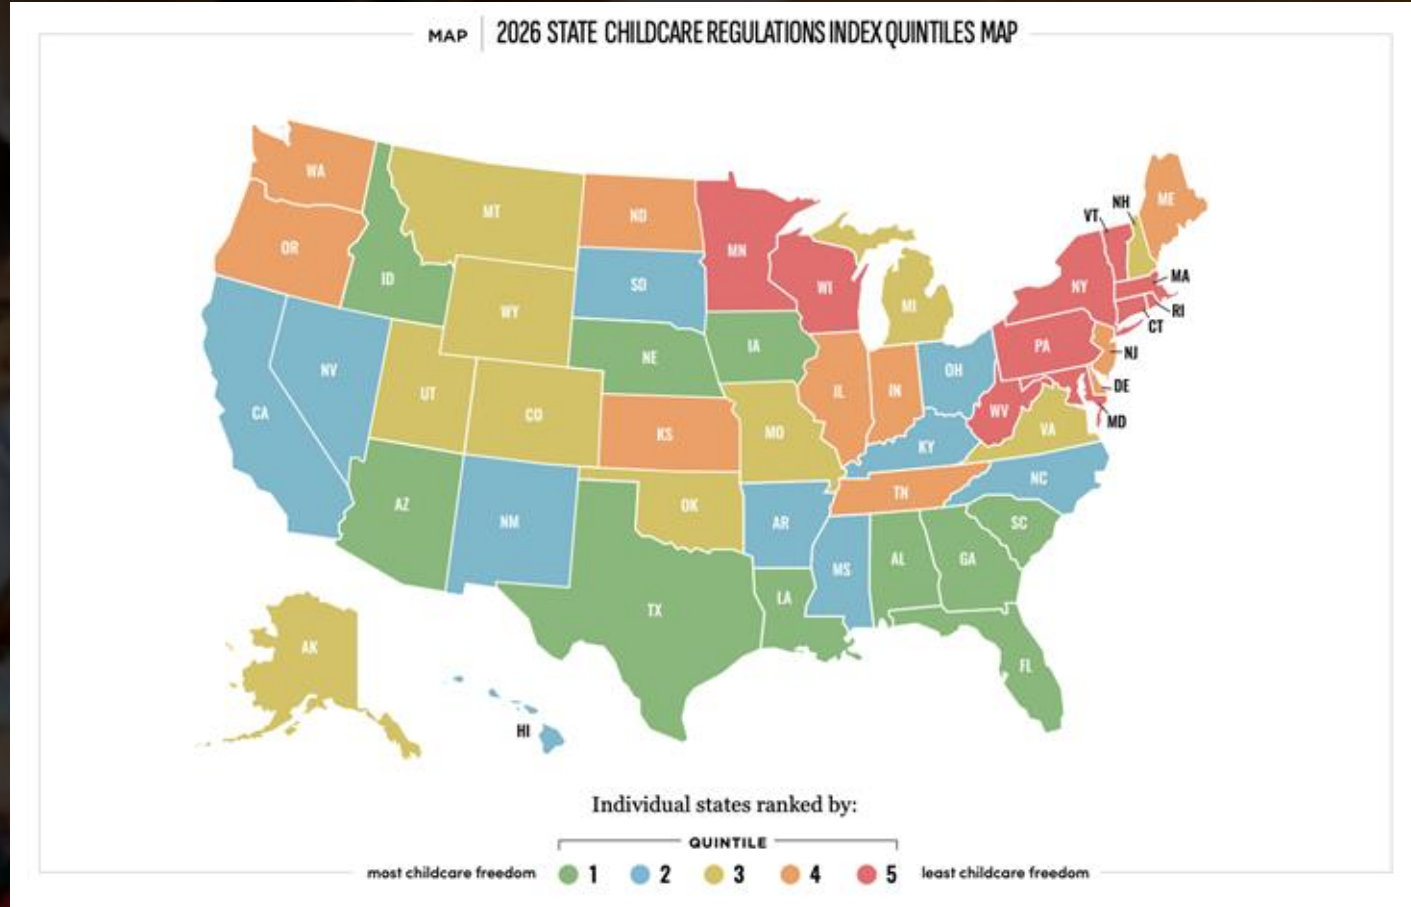 MAP
2026 STATE CHILDCARE REGULATIONS INDEX QUINTILES MAP
WA
MT
ND
MN
OR
ID
SD
WI
WY
MI
VT
NH
ME
NY
MA
RI
CT
NE
IA
PA
NJ
NV
UT
CO
IL
IN
OH
DE
CA
KS
MO
WV
VA
MD
KY
AZ
NM
OK
AR
TN
NC
MS
AL
GA
SC
TX
LA
FL
AK
HI
Individual states ranked by:
QUINTILE
most childcare freedom 1 2 3 4 5 least childcare freedom